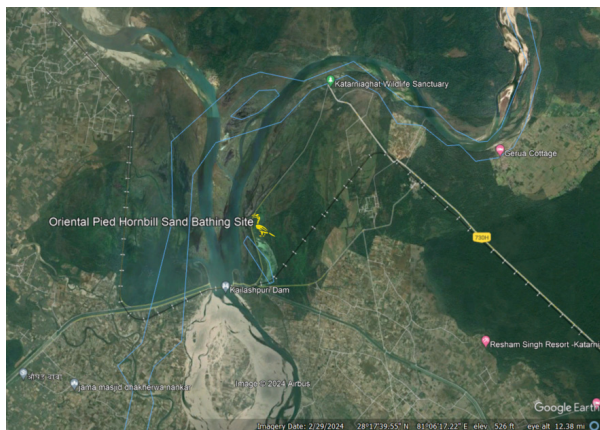 Katarniaghat Wildlife Sanctuary
Gerua Cottage
Oriental Pied Hornbill Sand Bathing Site
730H
Kailashpuri Dam
Resham Singh Resort -Katarni
jama masjid
Image © 2024 Airbus
Google Earth
Imagery Date: 2/29/2024 28°17'39.55" N 81°06'17.22" E elev 526 ft eye alt 12.38 mi